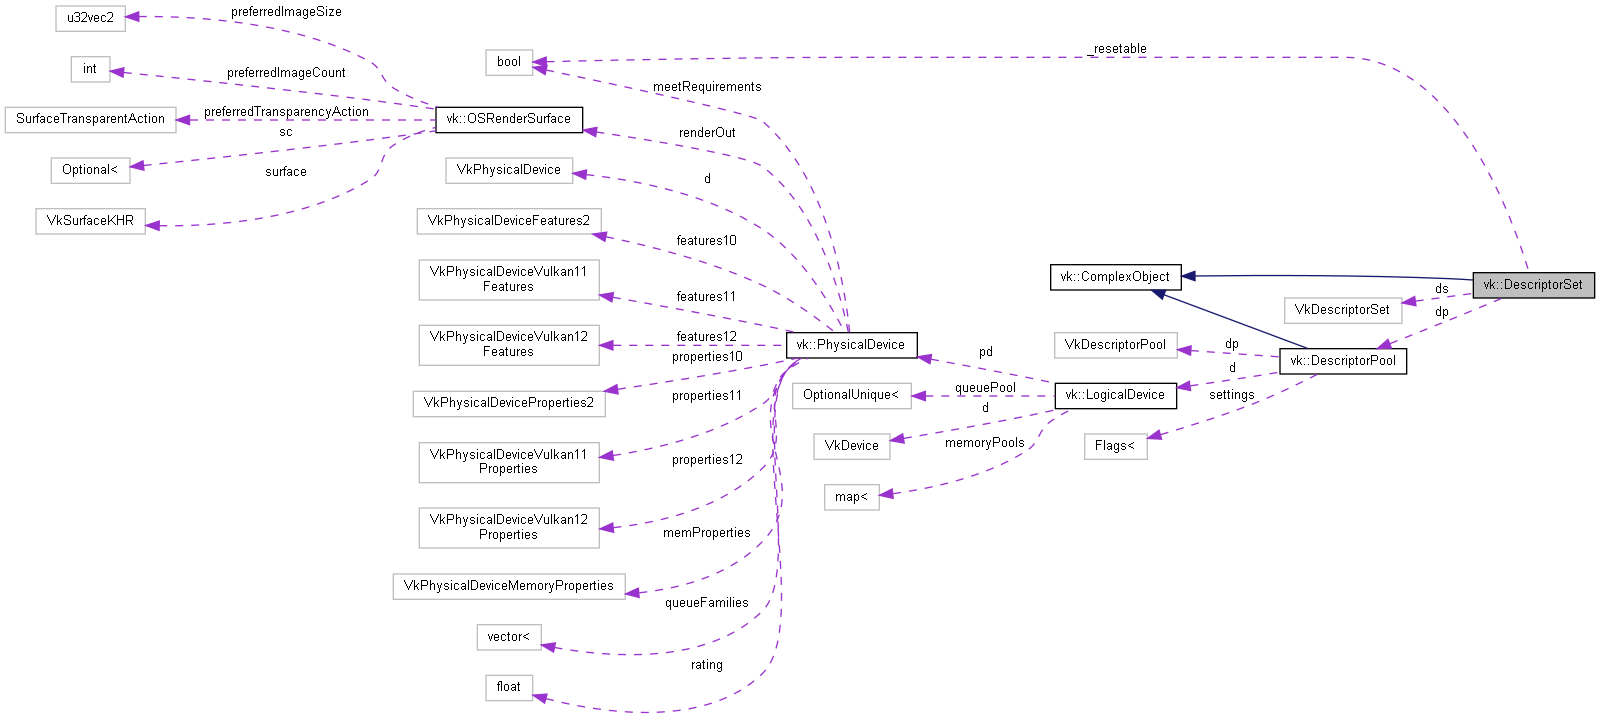 u32vec2
preferredImageSize
int
preferredImageCount
SurfaceTransparentAction
preferredTransparencyAction
sc
Optional<
surface
VkSurfaceKHR
vk::OSRenderSurface
bool
_resetable
meetRequirements
renderOut
VkPhysicalDevice
d
VkPhysicalDeviceFeatures2
features10
VkPhysicalDeviceVulkan11
Features
features11
VkPhysicalDeviceVulkan12
Features
features12
properties10
VkPhysicalDeviceProperties2
properties11
VkPhysicalDeviceVulkan11
Properties
properties12
VkPhysicalDeviceVulkan12
Properties
memProperties
VkPhysicalDeviceMemoryProperties
queueFamilies
vector<
rating
float
vk::PhysicalDevice
pd
OptionalUnique<
queuePool
d
VkDevice
memoryPools
map<
vk::LogicalDevice
vk::ComplexObject
VkDescriptorPool
dp
d
settings
Flags<
vk::DescriptorPool
VkDescriptorSet
ds
dp
vk::DescriptorSet